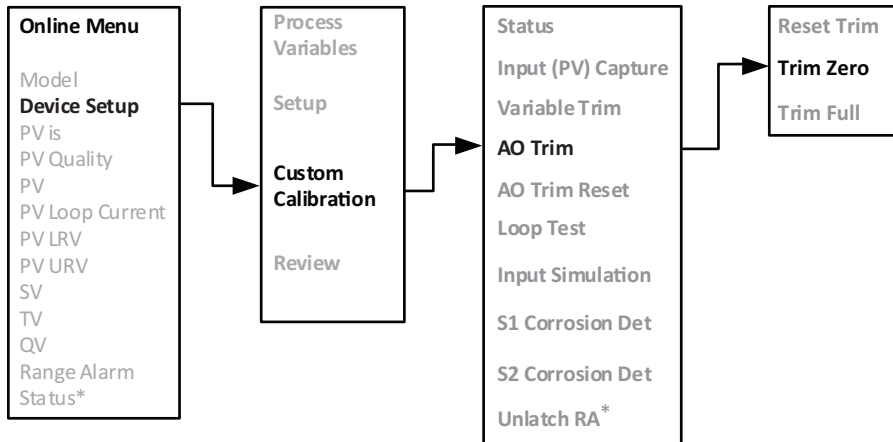 Online Menu
Model
Device Setup
PV is
PV Quality
PV
PV Loop Current
PV LRV
PV URV
SV
TV
QV
Range Alarm
Status*
Process
Variables
Setup
Custom
Calibration
Review
Status
Input (PV) Capture
Variable Trim
AO Trim
AO Trim Reset
Loop Test
Input Simulation
S1 Corrosion Det
S2 Corrosion Det
Unlatch RA*
Reset Trim
Trim Zero
Trim Full